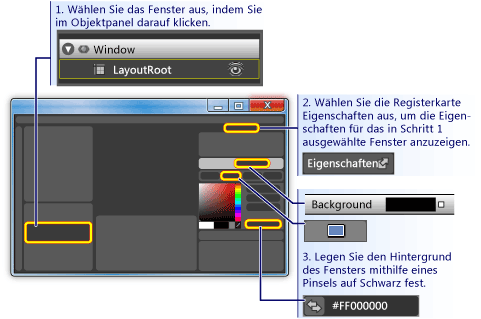 1. Wählen Sie das Fenster aus, indem Sie
im Objektpanel darauf klicken.
Window
LayoutRoot
2. Wählen Sie die Registerkarte
Eigenschaften aus, um die Eigen-
schaften für das in Schritt 1
ausgewählte Fenster anzuzeigen.
Eigenschaften
Background
3. Legen Sie den Hintergrund
des Fensters mithilfe eines
Pinsels auf Schwarz fest.
#FF000000